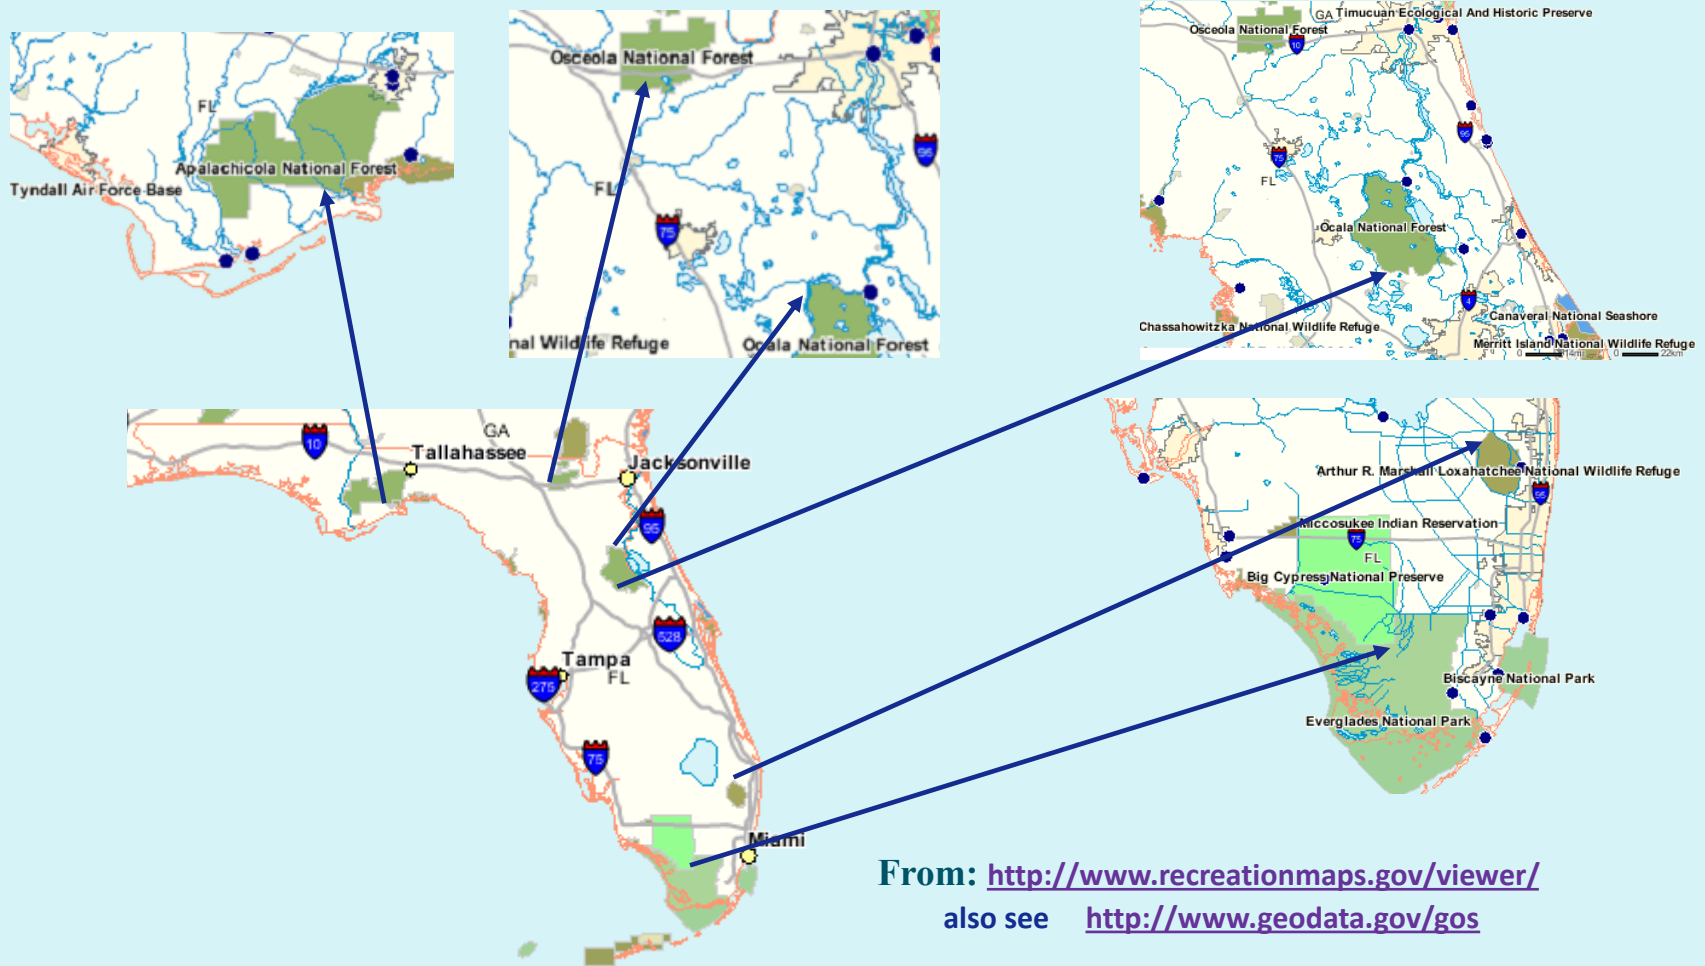 FL
Apalachicola National Forest
Tyndall Air Force Base
Osceola National Forest
95
FL
75
nal Wildlife Refuge
Ocala National Forest
GA
Timucuan Ecological And Historic Preserve
Osceola National Forest
10
95
75
FL
Ocala National Forest
4
Canaveral National Seashore
Chassahowitzka National Wildlife Refuge
Merritt Island National Wildlife Refuge
0 14mi 0 22km
GA
10
Tallahassee
Jacksonville
95
528
Tampa
FL
275
75
Miami
Arthur R. Marshall Loxahatchee National Wildlife Refuge
95
Miccosukee Indian Reservation
75
FL
Big Cypress National Preserve
Biscayne National Park
Everglades National Park
From: http://www.recreationmaps.gov/viewer/
also see http://www.geodata.gov/gos